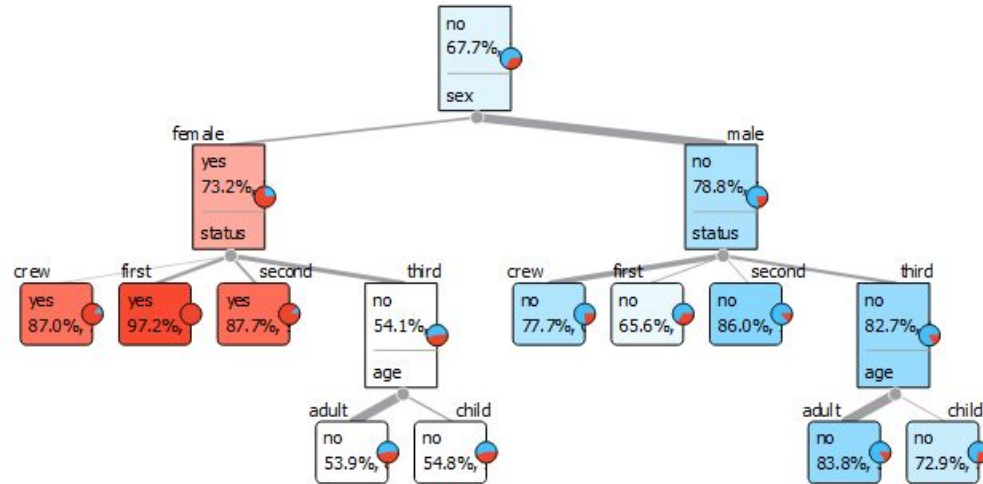 no
67.7%,
sex
female
male
yes
73.2%,
status
no
78.8%,
status
crew
first
second
third
crew
first
second
third
yes
87.0%,
yes
97.2%,
yes
87.7%,
no
54.1%,
age
no
77.7%,
no
65.6%,
no
86.0%,
no
82.7%,
age
adult
child
adult
child
no
53.9%,
no
54.8%,
no
83.8%,
no
72.9%,